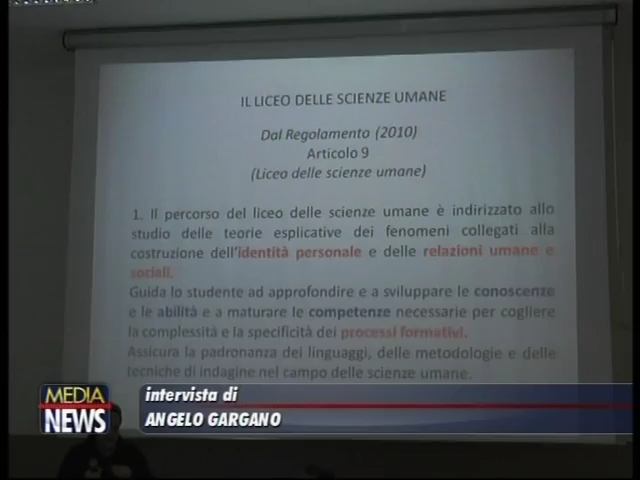 IL LICEO DELLE SCIENZE UMANE
Dal Regolamento (2010)
Articolo 9
(Liceo delle scienze umane)
1. Il percorso del liceo delle scienze umane è indirizzato allo
studio delle teorie esplicative dei fenomeni collegati alla
costruzione dell'identità personale e delle relazioni umane e
sociali.
Guida lo studente ad approfondire e a sviluppare le conoscenze
e le abilità e a maturare le competenze necessarie per cogliere
la complessità e la specificità dei processi formativi.
Assicura la padronanza dei linguaggi, delle metodologie e delle
tecniche di indagine nel campo delle scienze umane.
MEDIA
NEWS
intervista di
ANGELO GARGANO